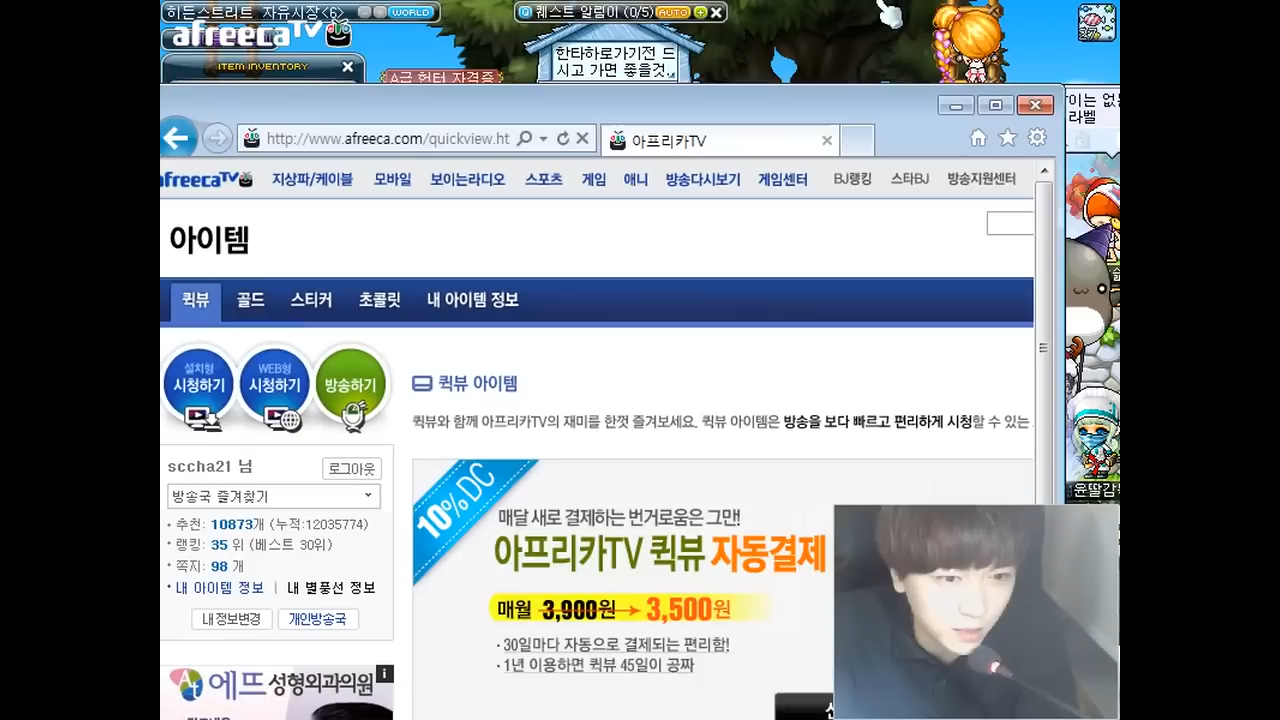 히든스트리트 자유시장<6>
WORLD
퀘스트 알림이 (0/5)
AUTO
afreecaTV
ITEM INVENTORY
한타하로가기전 드
시고 가면 좋을것..
A급 헌터 자격증
이는 없
라벨
http://www.afreeca.com/quickview.ht
아프리카TV
afreecaTV
지상파/케이블
모바일
보이는라디오
스포츠
게임
애니
방송다시보기
게임센터
BJ랭킹
스타BJ
방송지원센터
아이템
퀵뷰
골드
스티커
초콜릿
내 아이템 정보
설치형
시청하기
WEB형
시청하기
방송하기
퀵뷰 아이템
퀵뷰와 함께 아프리카TV의 재미를 한껏 즐겨보세요. 퀵뷰 아이템은 방송을 보다 빠르고 편리하게 시청할 수 있는
sccha21 님
로그아웃
방송국 즐겨찾기
추천: 10873개 (누적:12035774)
랭킹: 35 위 (베스트 30위)
쪽지: 98 개
내 아이템 정보 | 내 별풍선 정보
내정보변경
개인방송국
10% DC
매달 새로 결제하는 번거로움은 그만!
아프리카TV 퀵뷰 자동결제
매월 3,900원 → 3,500원
· 30일마다 자동으로 결제되는 편리함!
· 1년 이용하면 퀵뷰 45일이 공짜
에프 성형외과의원
윤딸감